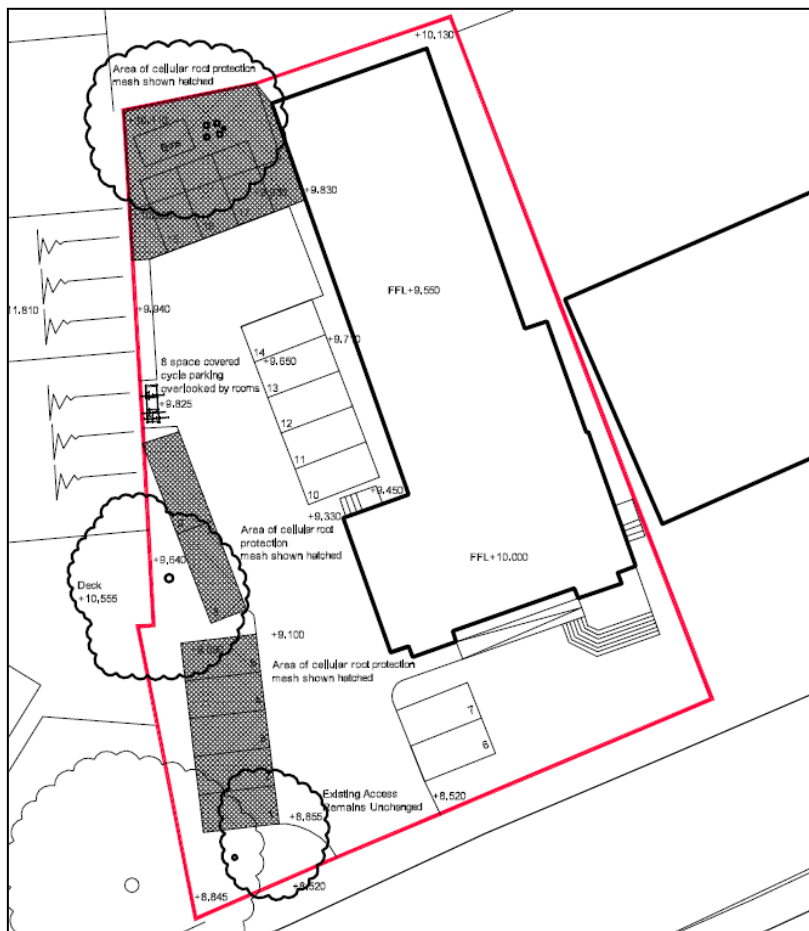 +10.130
Area of cellular root protection
mesh shown hatched
+10.110
Bins
+9.830
FFL+9.550
+9.940
11.810
+9.710
8 space covered
cycle parking
overlooked by rooms
+9.825
14
+9.650
13
12
11
10
+9.450
+9.330
Area of cellular root
protection
mesh shown hatched
+9.640
FFL+10.000
Deck
+10.555
+9.100
Area of cellular root protection
mesh shown hatched
7
6
Existing Access
Remains Unchanged
+8.520
+8.855
+8.520
+8.845